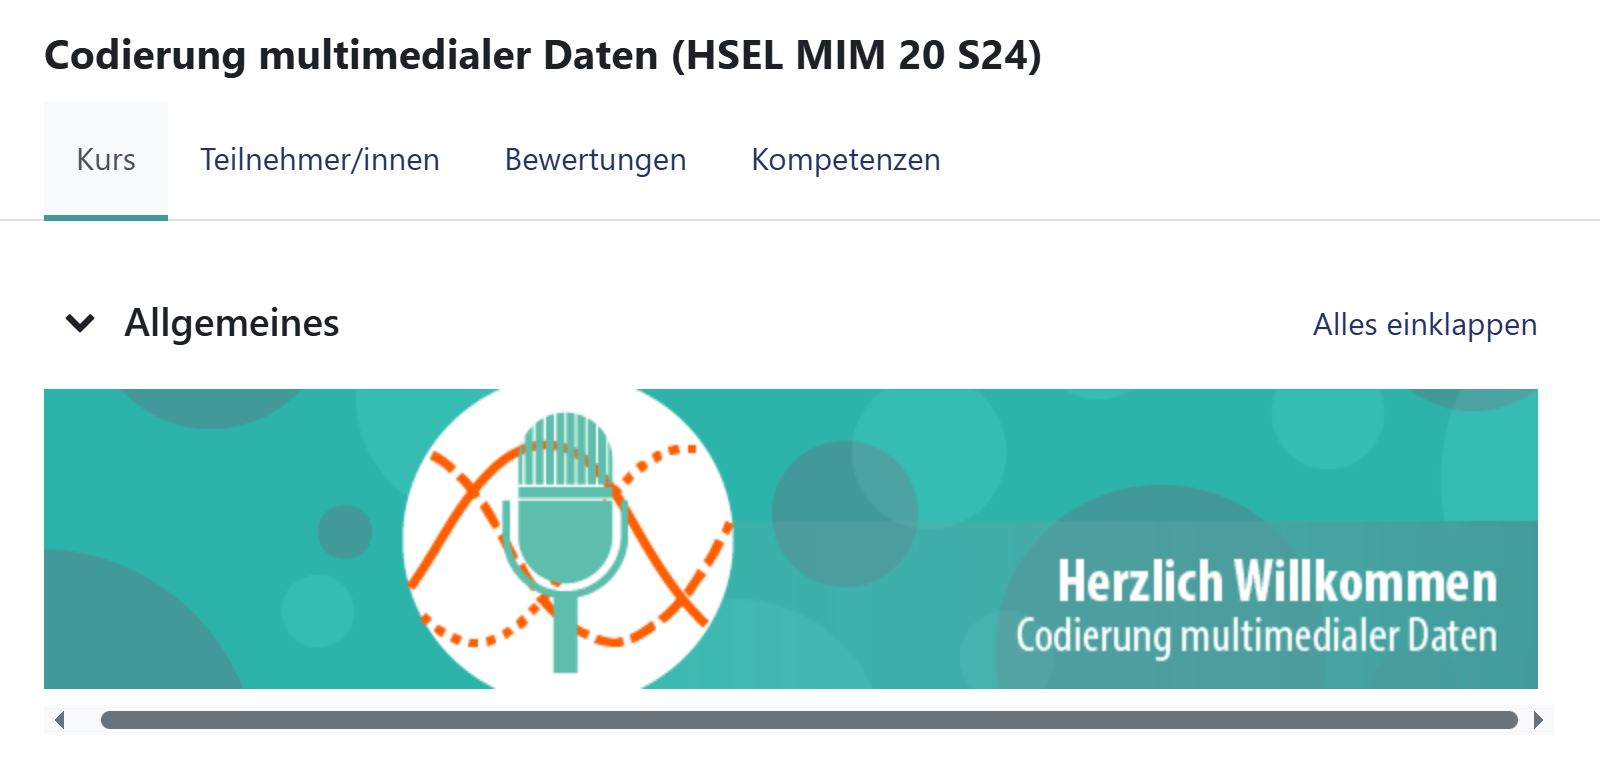 Codierung multimedialer Daten (HSEL MIM 20 S24)
Kurs Teilnehmer/innen Bewertungen Kompetenzen
Allgemeines Alles einklappen
Herzlich Willkommen
Codierung multimedialer Daten